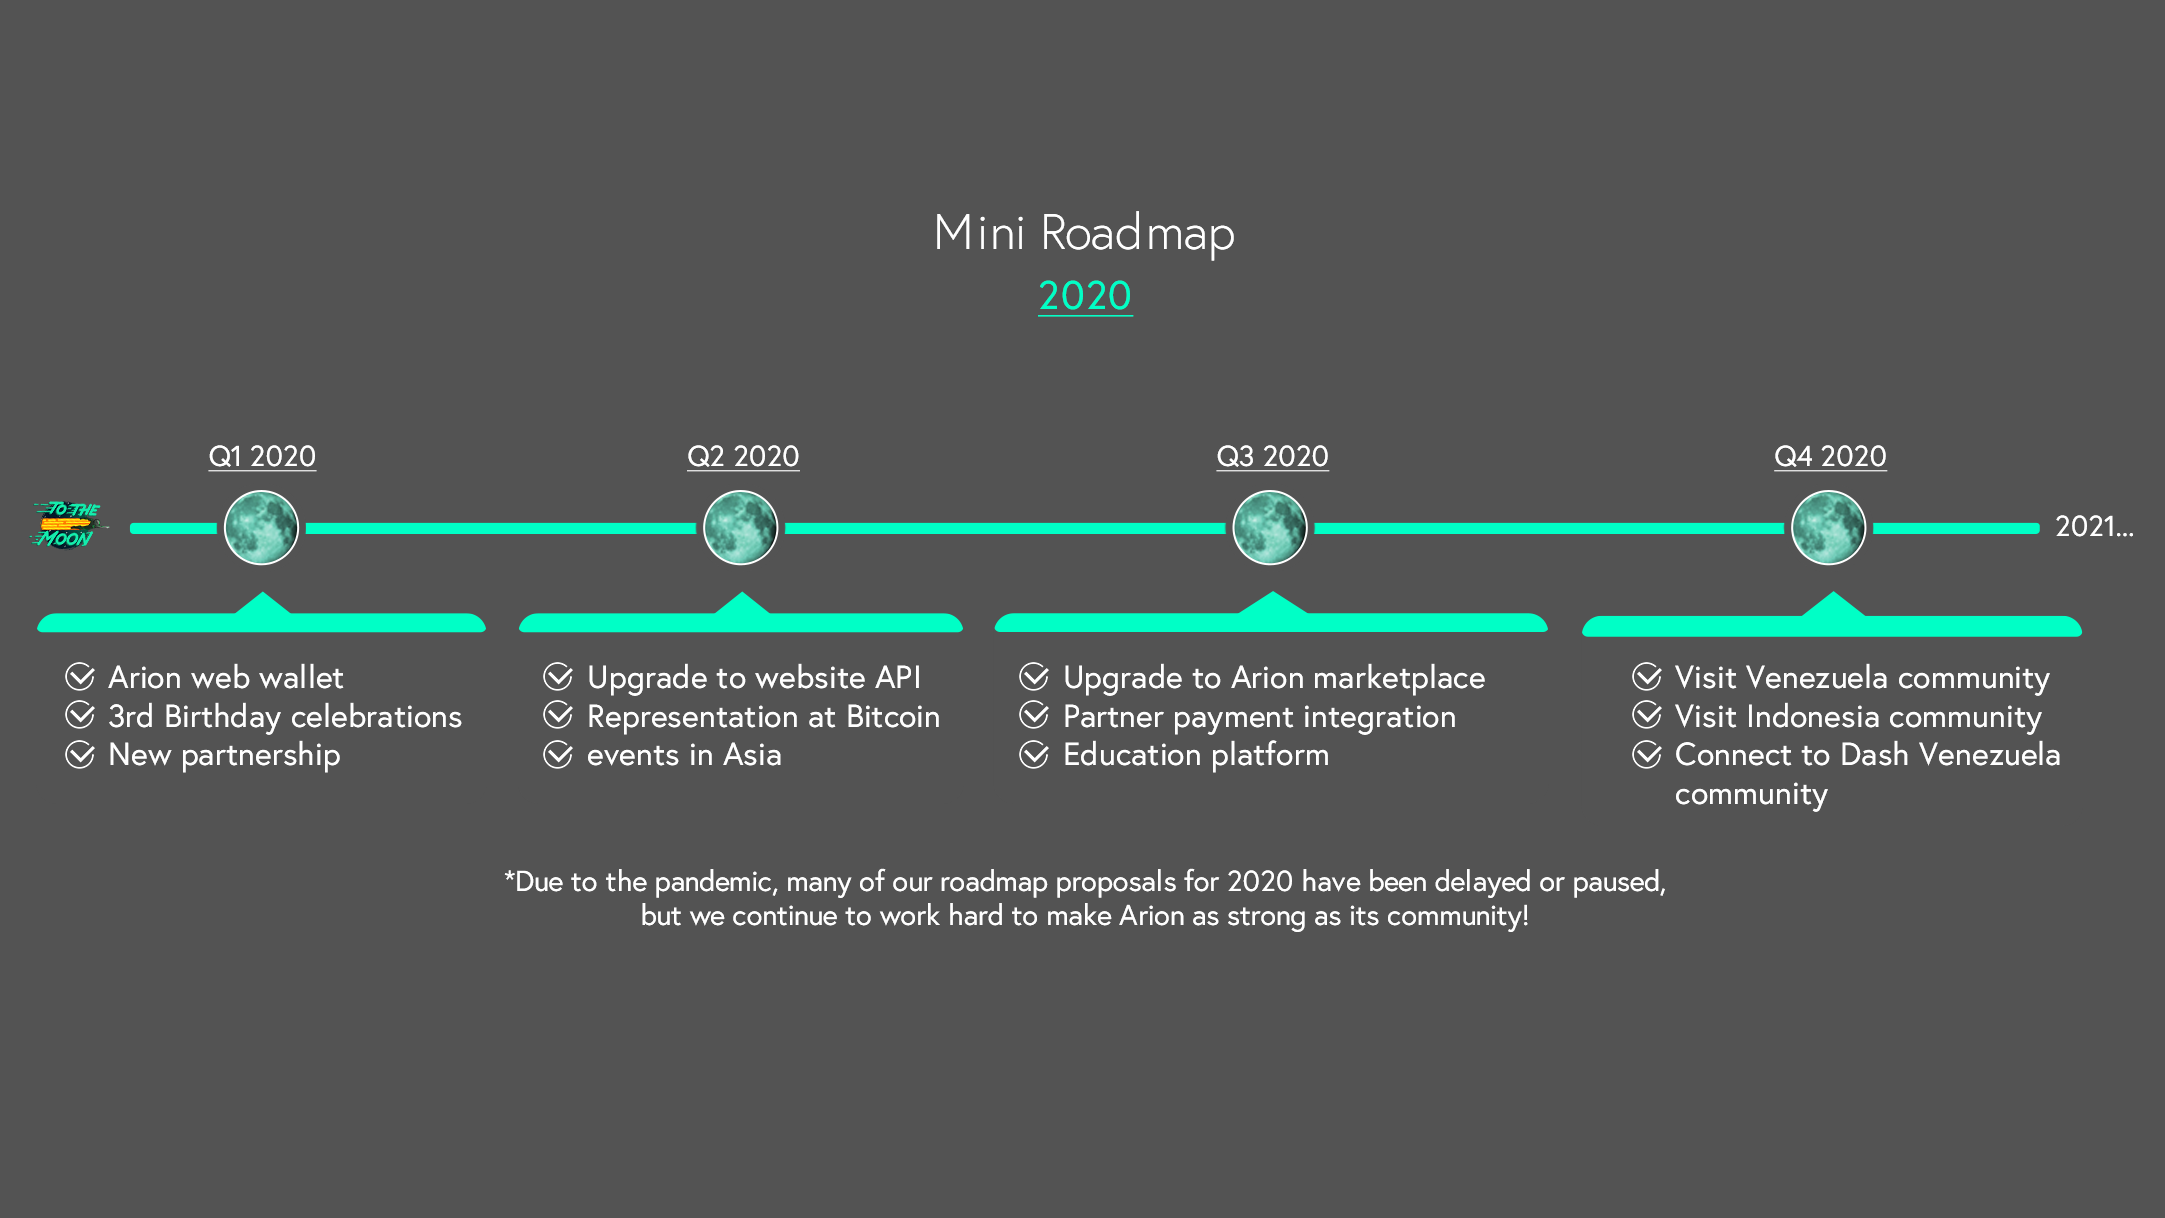 Mini Roadmap
2020
Q1 2020
Q2 2020
Q3 2020
Q4 2020
TO THE
MOON
2021...
Arion web wallet
3rd Birthday celebrations
New partnership
Upgrade to website API
Representation at Bitcoin
events in Asia
Upgrade to Arion marketplace
Partner payment integration
Education platform
Visit Venezuela community
Visit Indonesia community
Connect to Dash Venezuela
community
*Due to the pandemic, many of our roadmap proposals for 2020 have been delayed or paused,
but we continue to work hard to make Arion as strong as its community!